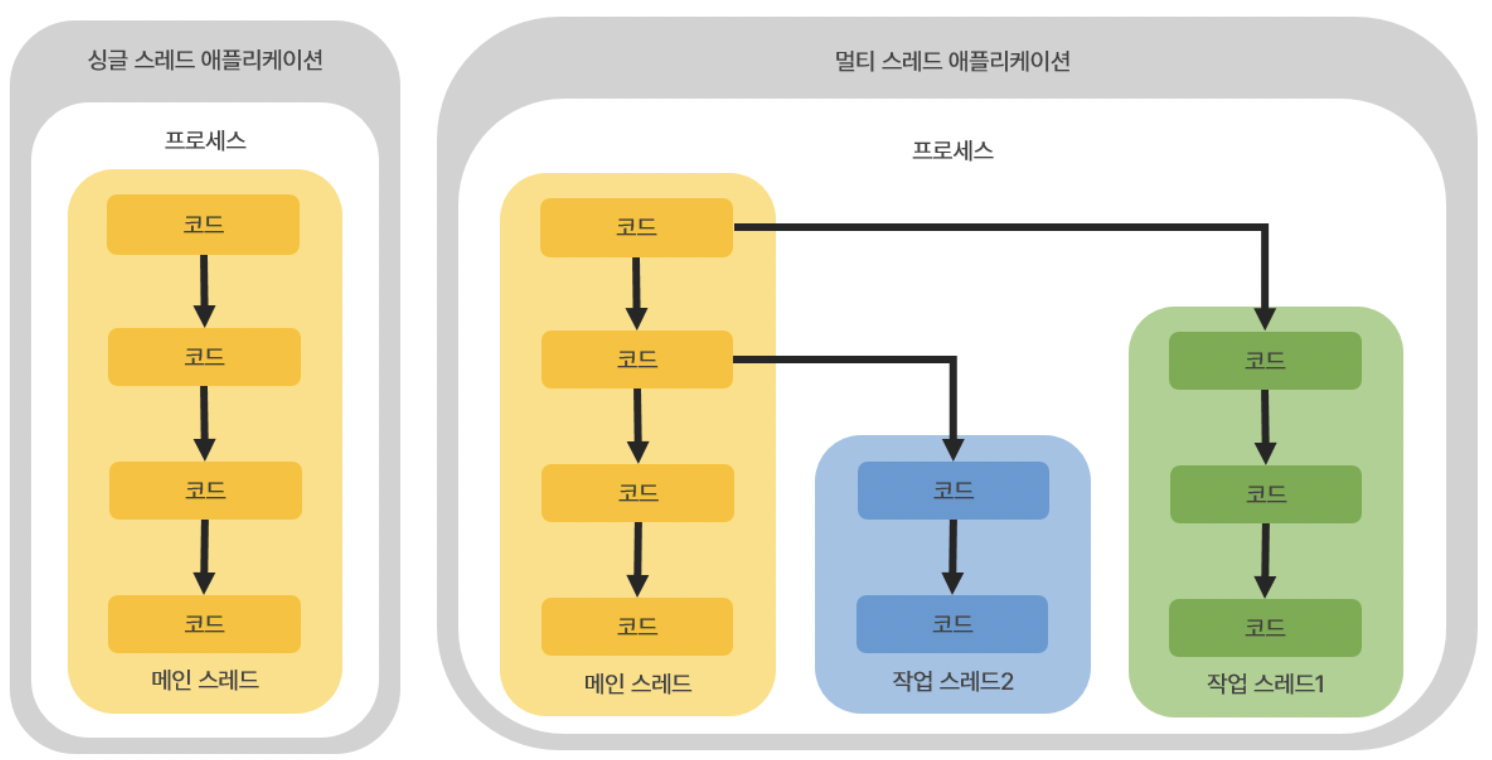 싱글 스레드 애플리케이션
프로세스
코드
코드
코드
코드
메인 스레드
멀티 스레드 애플리케이션
프로세스
코드
코드
코드
코드
메인 스레드
코드
코드
작업 스레드2
코드
코드
코드
작업 스레드1